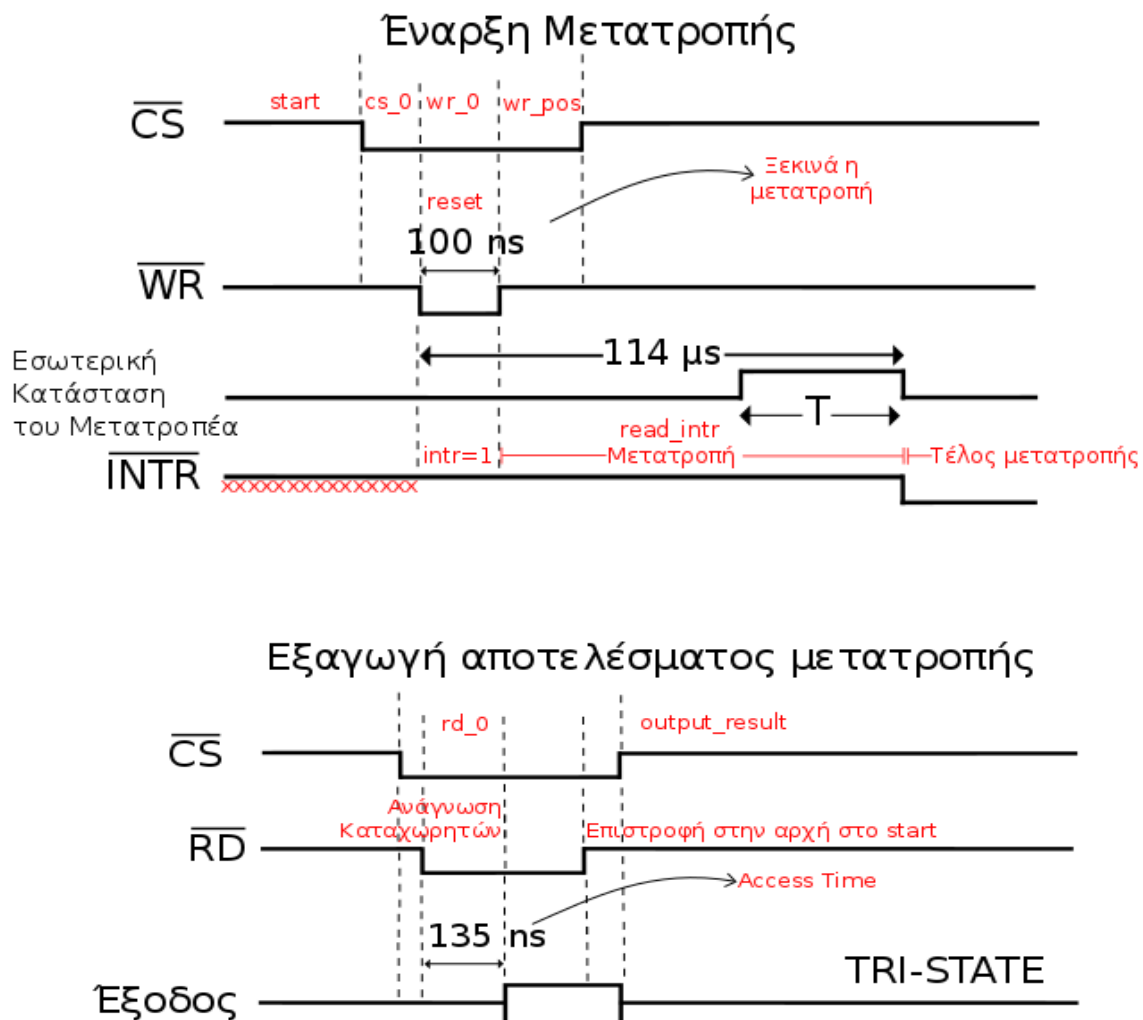 Έναρξη Μετατροπής
start
cs_0
wr_0
wr_pos
CS
Ξεκινά η
μετατροπή
reset
100 ns
WR
114 μs
Εσωτερική
Κατάσταση
του Μετατροπέα
T
read_intr
intr=1
Μετατροπή
Τέλος μετατροπής
INTR
xxxxxxxxxxxxxxx
Εξαγωγή αποτελέσματος μετατροπής
rd_0
output_result
CS
Ανάγνωση
Καταχωρητών
Επιστροφή στην αρχή στο start
RD
Access Time
135 ns
TRI-STATE
Έξοδος